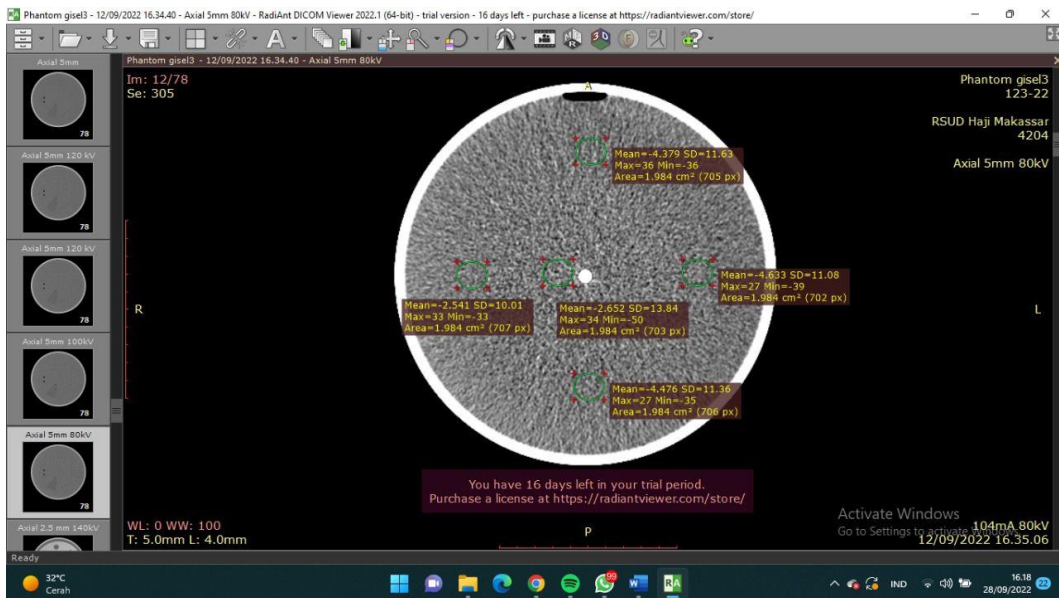 Phantom gisel3 - 12/09/2022 16.34.40 - Axial 5mm 80kV - RadiAnt DICOM Viewer 2022.1 (64-bit) - trial version - 16 days left - purchase a license at https://radiantviewer.com/store/
Phantom gisel3 - 12/09/2022 16.34.40 - Axial 5mm 80kV
Axial 5mm
78
Axial 5mm 120 kV
78
Axial 5mm 120 kV
78
Axial 5mm 100kV
78
Axial 5mm 80kV
78
Axial 2.5 mm 140kV
Im: 12/78
Se: 305
Phantom gisel3
123-22
RSUD Haji Makassar
4204
Axial 5mm 80kV
A
Mean=-4.379 SD=11.63
Max=36 Min=-36
Area=1.984 cm² (705 px)
R
Mean=-2.541 SD=10.01
Max=33 Min=-33
Area=1.984 cm² (707 px)
Mean=-2.652 SD=13.84
Max=34 Min=-50
Area=1.984 cm² (703 px)
Mean=-4.633 SD=11.08
Max=27 Min=-39
Area=1.984 cm² (702 px)
L
Mean=-4.476 SD=11.36
Max=27 Min=-35
Area=1.984 cm² (706 px)
You have 16 days left in your trial period.
Purchase a license at https://radiantviewer.com/store/
WL: 0 WW: 100
T: 5.0mm L: 4.0mm
P
Activate Windows
Go to Settings to activate
104mA 80kV
12/09/2022 16.35.06
Ready
32°C
Cerah
99
RA
IND
16.18
28/09/2022
22